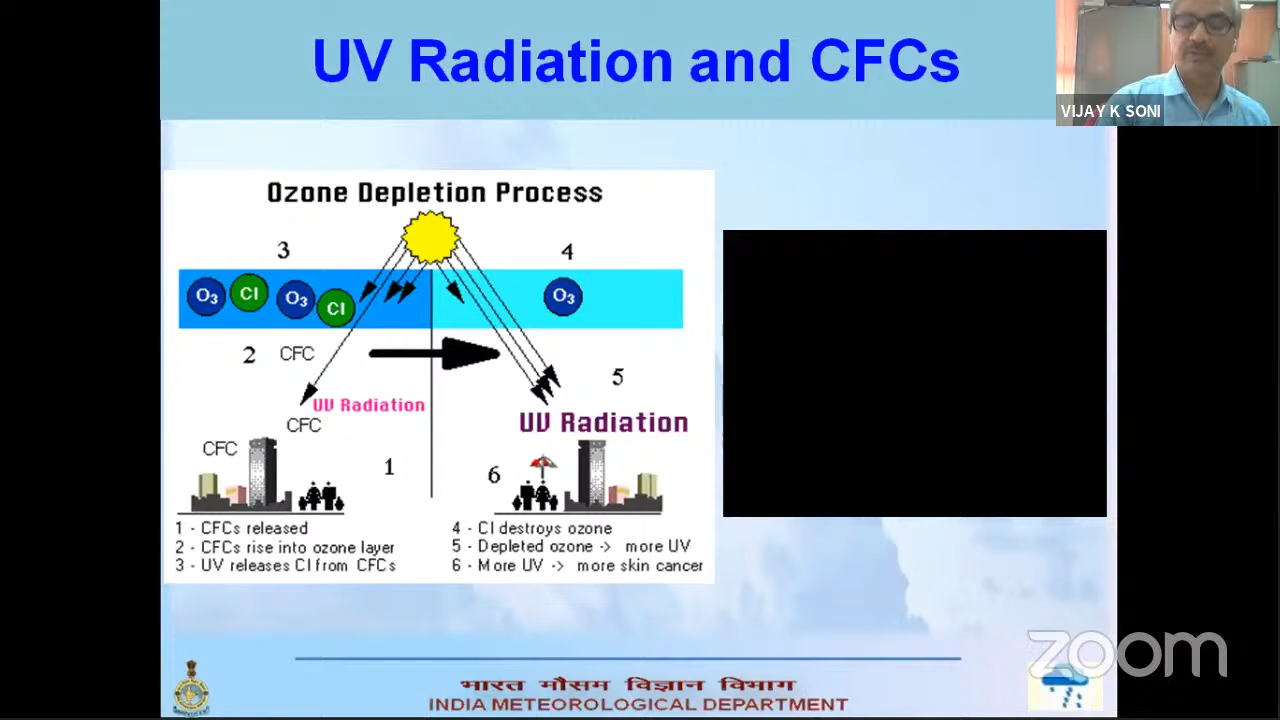 UV Radiation and CFCs
VIJAY K SONI
Ozone Depletion Process
3
4
O3 Cl O3 Cl
O3
2 CFC
5
UV Radiation
CFC
UV Radiation
CFC
1
6
1 - CFCs released
2 - CFCs rise into ozone layer
3 - UV releases Cl from CFCs
4 - Cl destroys ozone
5 - Depleted ozone -> more UV
6 - More UV -> more skin cancer
zoom
भारत मौसम विज्ञान विभाग
INDIA METEOROLOGICAL DEPARTMENT